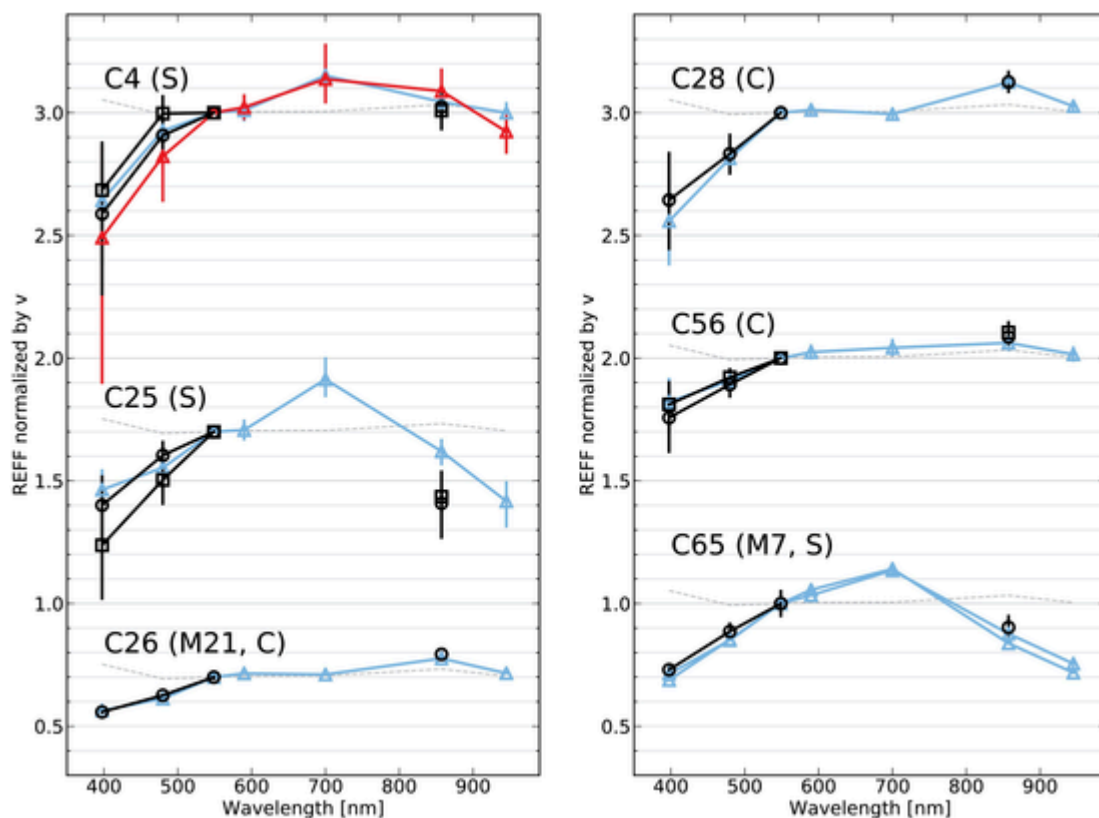 C4 (S)
C25 (S)
C26 (M21, C)
REFF normalized by v
3.0
2.5
2.0
1.5
1.0
0.5
400 500 600 700 800 900
Wavelength [nm]
C28 (C)
C56 (C)
C65 (M7, S)
REFF normalized by v
3.0
2.5
2.0
1.5
1.0
0.5
400 500 600 700 800 900
Wavelength [nm]